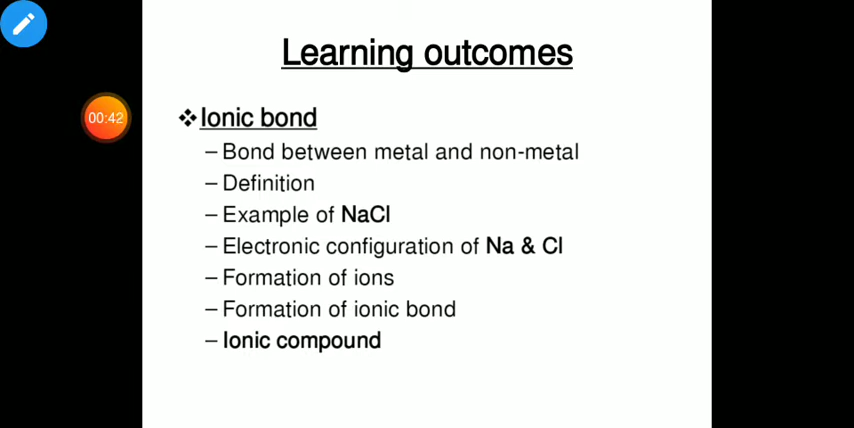 Learning outcomes
❖Ionic bond
00:42
– Bond between metal and non-metal
– Definition
– Example of NaCl
– Electronic configuration of Na & Cl
– Formation of ions
– Formation of ionic bond
– Ionic compound